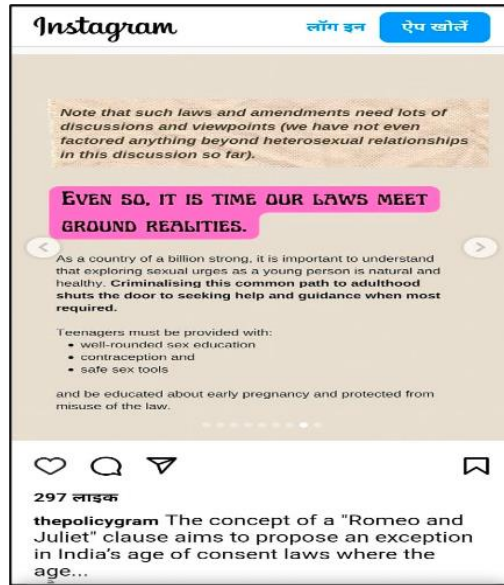 Instagram
लॉग इन
ऐप खोलें
Note that such laws and amendments need lots of
discussions and viewpoints (we have not even
factored anything beyond heterosexual relationships
in this discussion so far).
EVEN SO, IT IS TIME OUR LAWS MEET
GROUND REALITIES.
As a country of a billion strong, it is important to understand
that exploring sexual urges as a young person is natural and
healthy. Criminalising this common path to adulthood
shuts the door to seeking help and guidance when most
required.
Teenagers must be provided with:
• well-rounded sex education
• contraception and
• safe sex tools
and be educated about early pregnancy and protected from
misuse of the law.
297 लाइक
thepolicygram The concept of a "Romeo and
Juliet" clause aims to propose an exception
in India's age of consent laws where the
age...